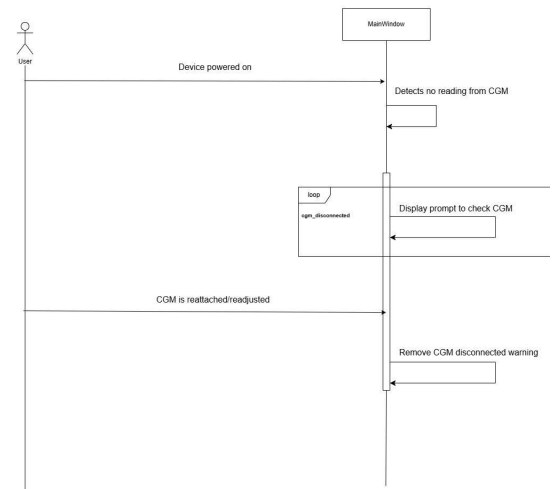 MainWindow
User
Device powered on
Detects no reading from CGM
loop
cgm_disconnected
Display prompt to check CGM
CGM is reattached/readjusted
Remove CGM disconnected warning